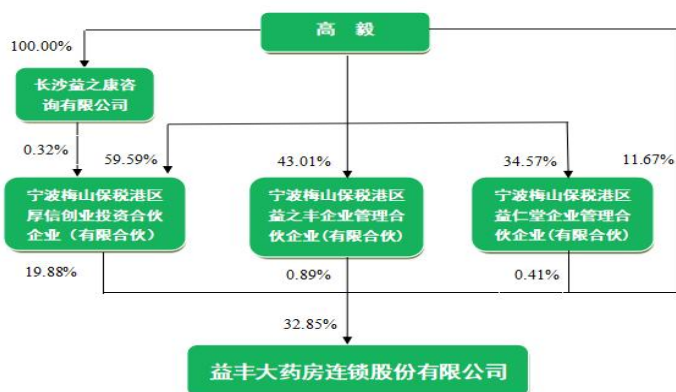 高 毅
100.00%
长沙益之康咨
询有限公司
0.32%
59.59%
43.01%
34.57%
11.67%
宁波梅山保税港区
厚信创业投资合伙
企业（有限合伙）
宁波梅山保税港区
益之丰企业管理合
伙企业(有限合伙)
宁波梅山保税港区
益仁堂企业管理合
伙企业(有限合伙)
19.88%
0.89%
0.41%
32.85%
益丰大药房连锁股份有限公司